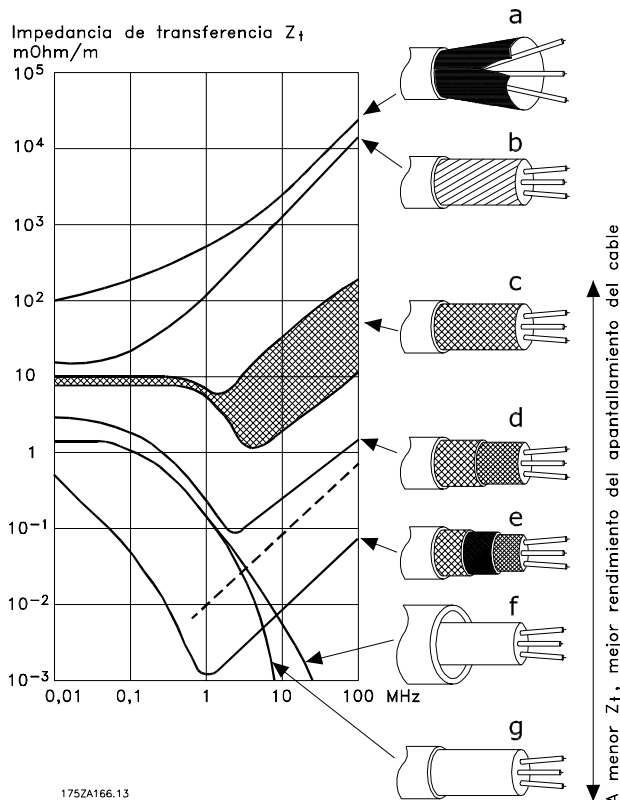 Impedancia de transferencia Zt
mOhm/m
10⁵
10⁴
10³
10²
10
1
10⁻¹
10⁻²
10⁻³
0,01 0,1 1 10 100 MHz
a
b
c
d
e
f
g
A menor Zt, mejor rendimiento del apantallamiento del cable
175ZA166.13